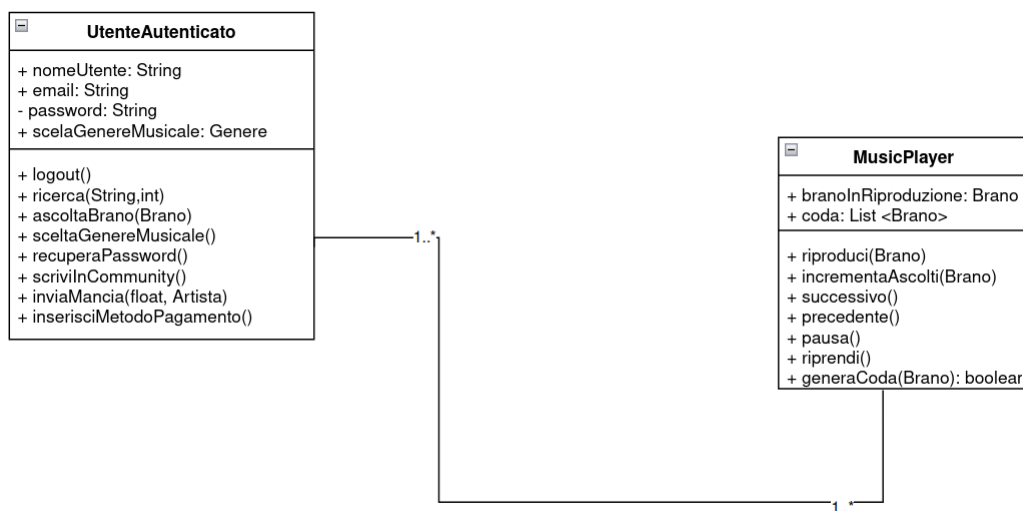 UtenteAutenticato
+ nomeUtente: String
+ email: String
- password: String
+ scelaGenereMusicale: Genere
+ logout()
+ ricerca(String,int)
+ ascoltaBrano(Brano)
+ sceltaGenereMusicale()
+ recuperaPassword()
+ scriviInCommunity()
+ inviaMancia(float, Artista)
+ inserisciMetodoPagamento()
1..*
MusicPlayer
+ branoInRiproduzione: Brano
+ coda: List <Brano>
+ riproduci(Brano)
+ incrementaAscolti(Brano)
+ successivo()
+ precedente()
+ pausa()
+ riprendi()
+ generaCoda(Brano): boolean
1..*